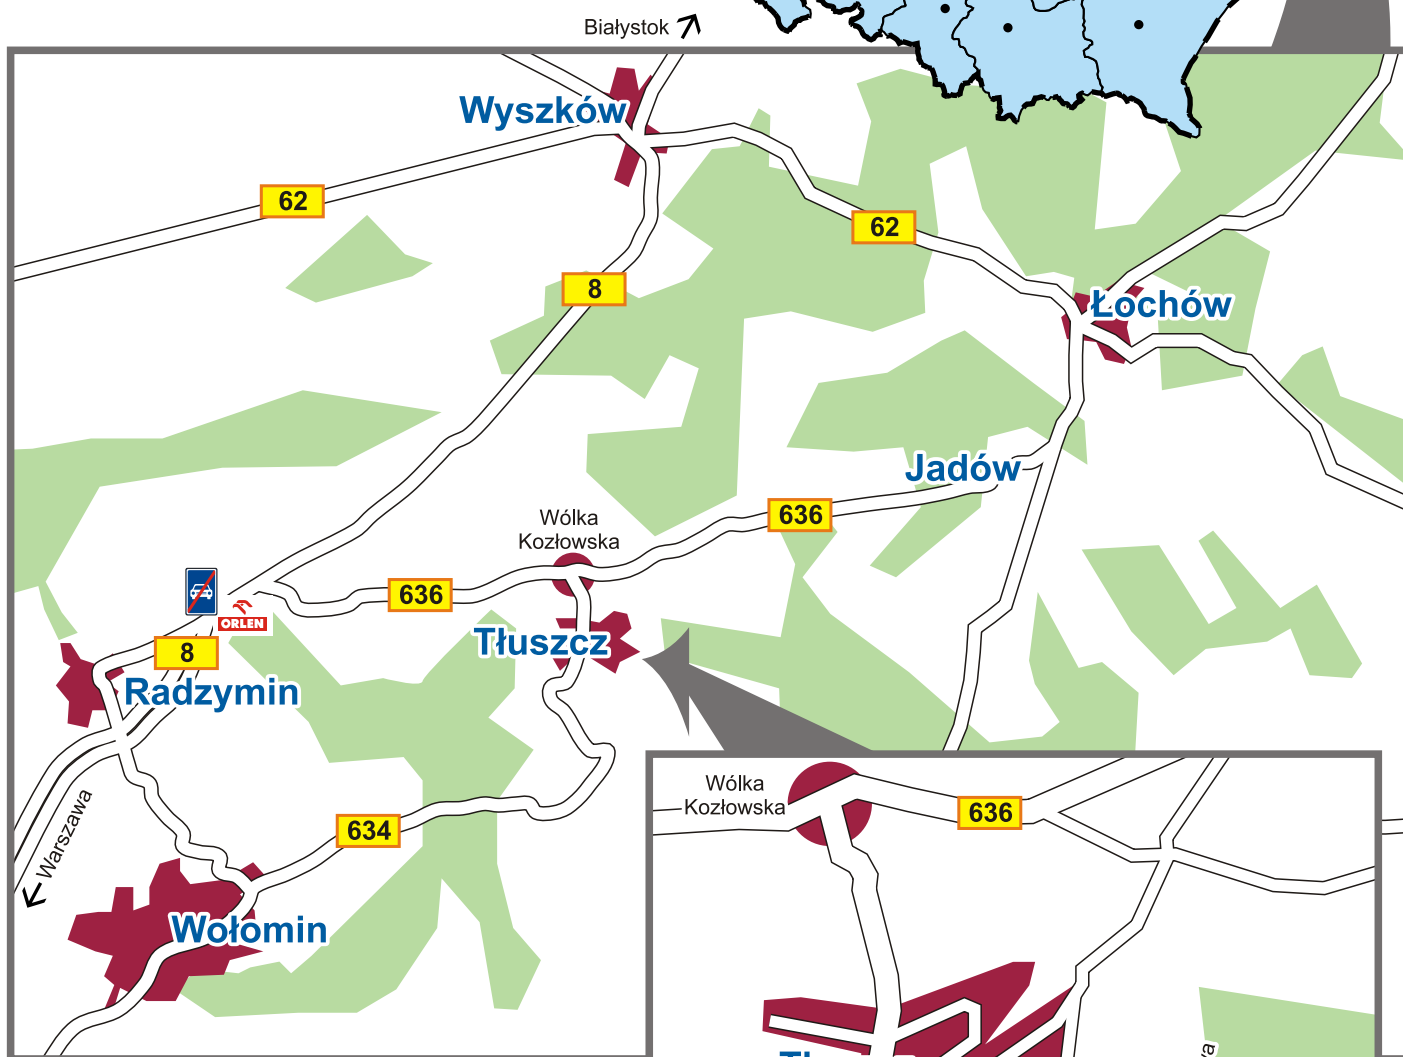 Białystok
Wyszków
62
62
8
Łochów
Jadów
636
Wólka
Kozłowska
636
ORLEN
Tłuszcz
8
Radzymin
Warszawa
634
Wołomin
Wólka
Kozłowska
636